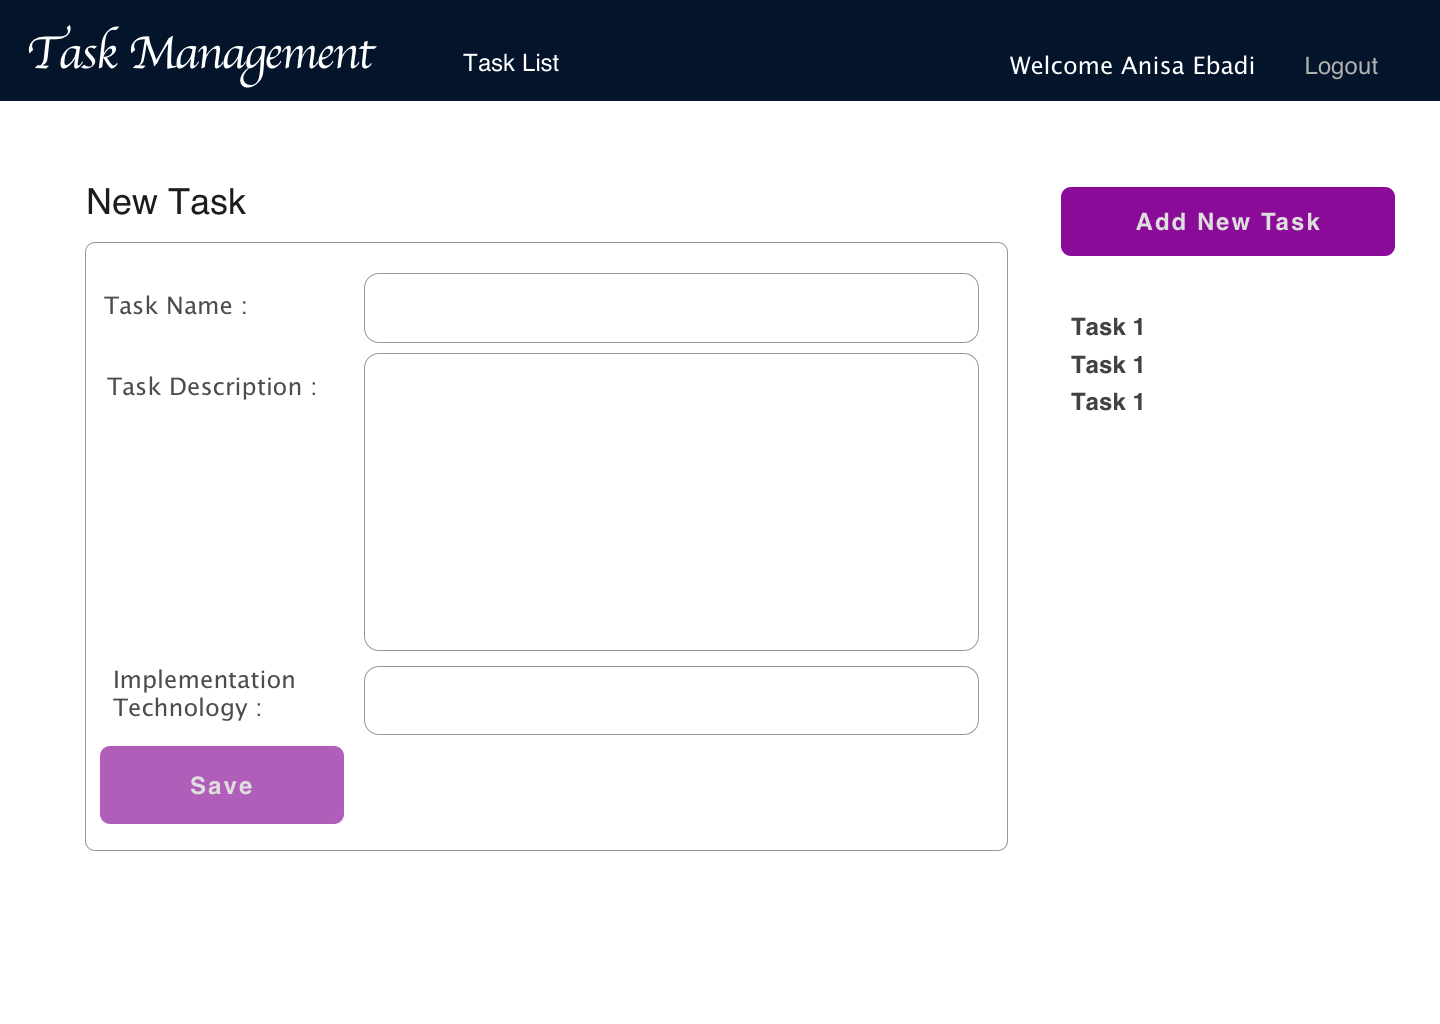 Task Management
Task List
Welcome Anisa Ebadi
Logout
New Task
Add New Task
Task Name :
Task Description :
Implementation
Technology :
Save
Task 1
Task 1
Task 1